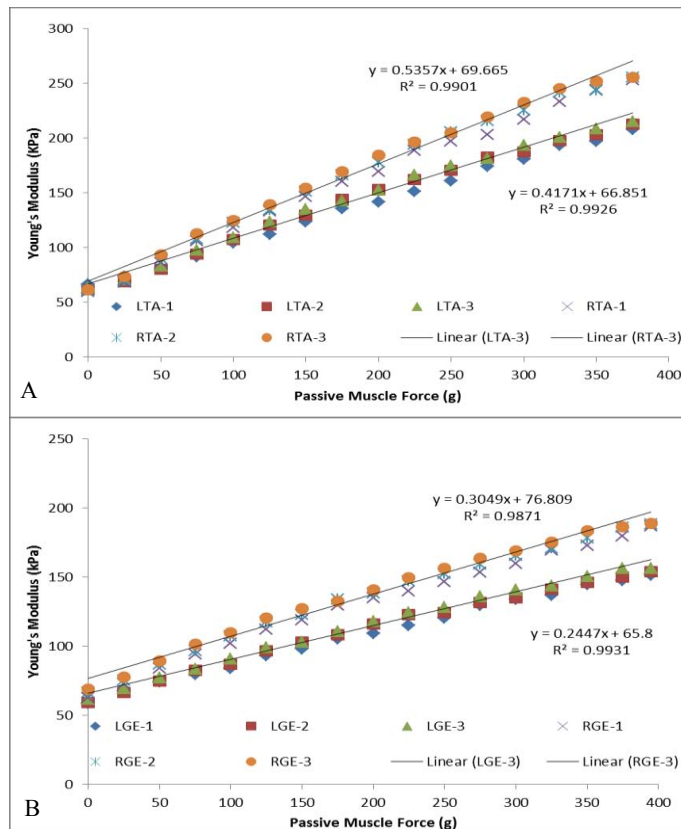 300
250
200
150
100
50
0
Young's Modulus (KPa)
y = 0.5357x + 69.665
R² = 0.9901
y = 0.4171x + 66.851
R² = 0.9926
LTA-1 LTA-2 LTA-3 RTA-1
RTA-2 RTA-3 Linear (LTA-3) Linear (RTA-3)
0 50 100 150 200 250 300 350 400
Passive Muscle Force (g)
A
250
200
150
100
50
0
Young's Modulus (kPa)
y = 0.3049x + 76.809
R² = 0.9871
y = 0.2447x + 65.8
R² = 0.9931
LGE-1 LGE-2 LGE-3 RGE-1
RGE-2 RGE-3 Linear (LGE-3) Linear (RGE-3)
0 50 100 150 200 250 300 350 400
Passive Muscle Force (g)
B